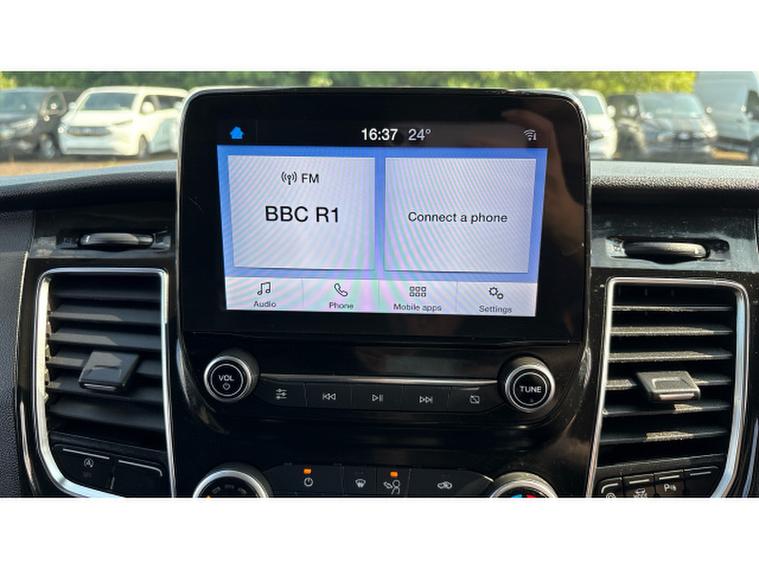 16:37 24°
FM
BBC R1
Connect a phone
Audio Phone Mobile apps Settings
VOL TUNE
A
P